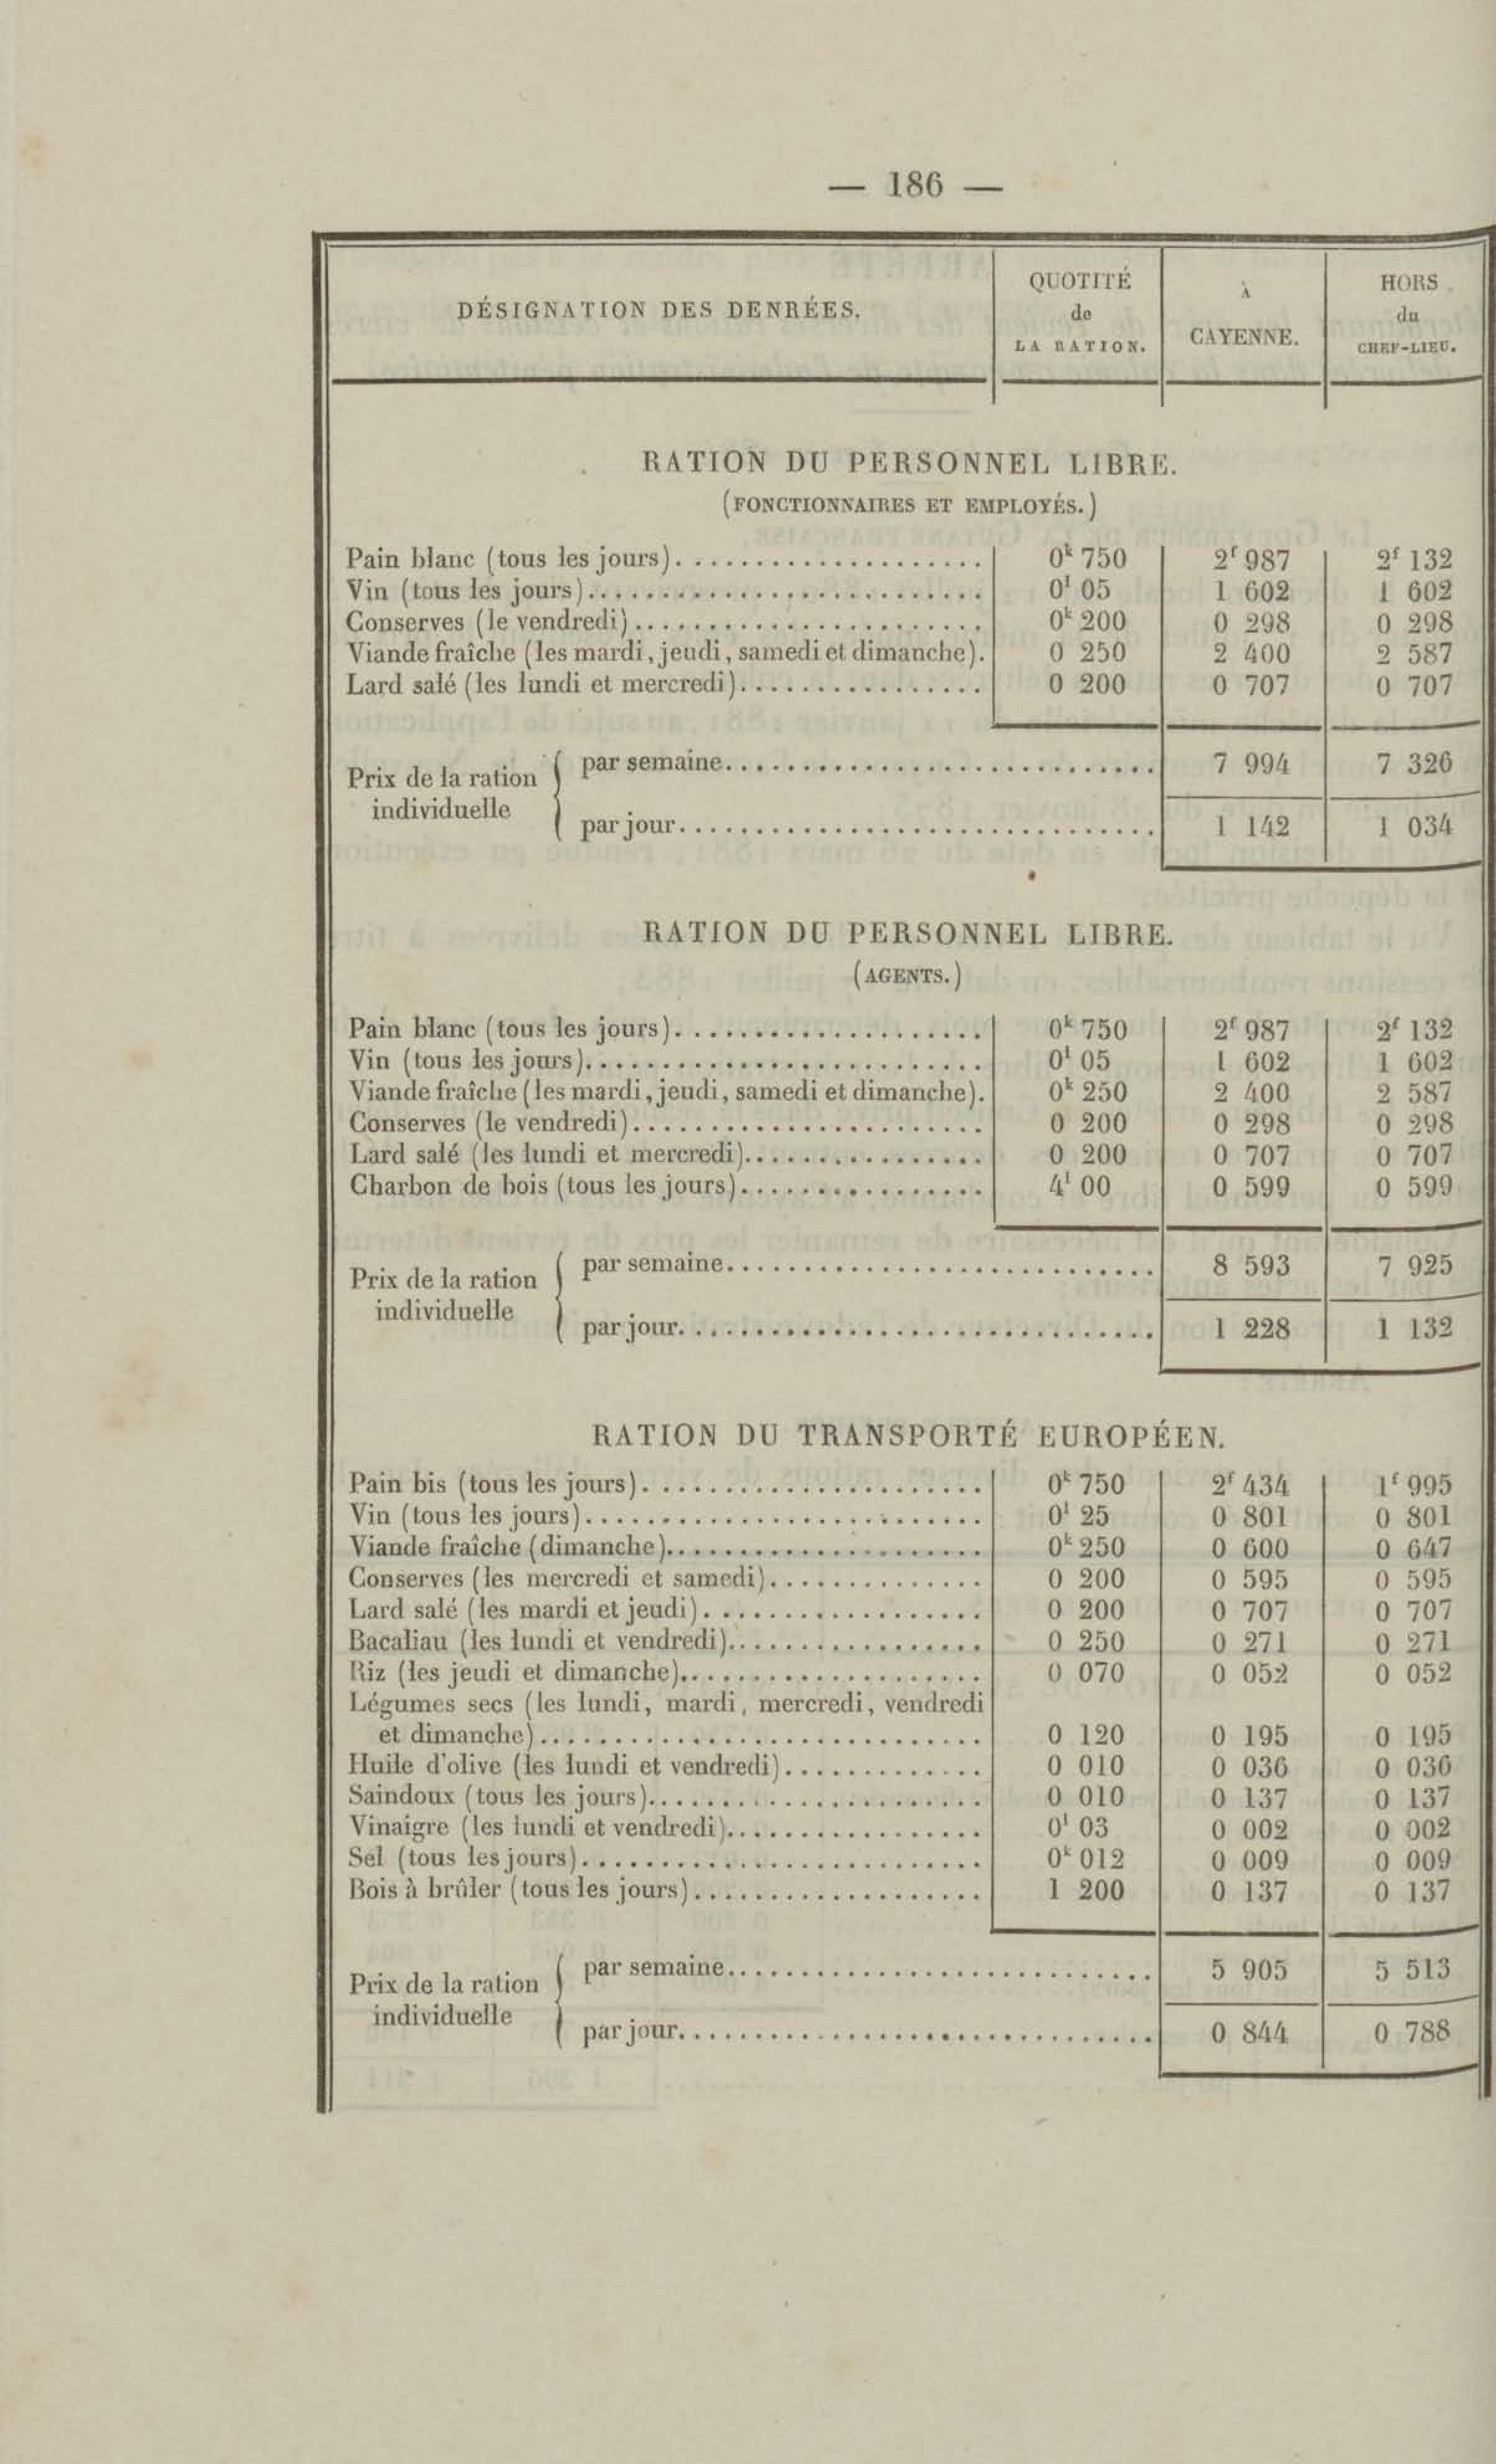 — 186 —
DÉSIGNATION DES DENRÉES.
QUOTITÉ
de
LA RATION.
À
CAYENNE.
HORS
du
CHEF-LIEU.
RATION DU PERSONNEL LIBRE.
(FONCTIONNAIRES ET EMPLOYÉS.)
Pain blanc (tous les jours). 0k 750 2f 987 2f 132
Vin (tous les jours). 0l 05 1 602 1 602
Conserves (le vendredi). 0k 200 0 298 0 298
Viande fraîche (les mardi, jeudi, samedi et dimanche). 0 250 2 400 2 587
Lard salé (les lundi et mercredi). 0 200 0 707 0 707
Prix de la ration individuelle
par semaine. 7 994 7 326
par jour. 1 142 1 034
RATION DU PERSONNEL LIBRE.
(AGENTS.)
Pain blanc (tous les jours). 0k 750 2f 987 2f 132
Vin (tous les jours). 0l 05 1 602 1 602
Viande fraîche (les mardi, jeudi, samedi et dimanche). 0k 250 2 400 2 587
Conserves (le vendredi). 0 200 0 298 0 298
Lard salé (les lundi et mercredi). 0 200 0 707 0 707
Charbon de bois (tous les jours). 4l 00 0 599 0 599
Prix de la ration individuelle
par semaine. 8 593 7 925
par jour. 1 228 1 132
RATION DU TRANSPORTÉ EUROPÉEN.
Pain bis (tous les jours). 0k 750 2f 434 1f 995
Vin (tous les jours). 0l 25 0 801 0 801
Viande fraîche (dimanche). 0k 250 0 600 0 647
Conserves (les mercredi et samedi). 0 200 0 595 0 595
Lard salé (les mardi et jeudi). 0 200 0 707 0 707
Bacaliau (les lundi et vendredi). 0 250 0 271 0 271
Riz (les jeudi et dimanche). 0 070 0 052 0 052
Légumes secs (les lundi, mardi, mercredi, vendredi
et dimanche). 0 120 0 195 0 195
Huile d'olive (les lundi et vendredi). 0 010 0 036 0 036
Saindoux (tous les jours). 0 010 0 137 0 137
Vinaigre (les lundi et vendredi). 0l 03 0 002 0 002
Sel (tous les jours). 0k 012 0 009 0 009
Bois à brûler (tous les jours). 1 200 0 137 0 137
Prix de la ration individuelle
par semaine. 5 905 5 513
par jour. 0 844 0 788